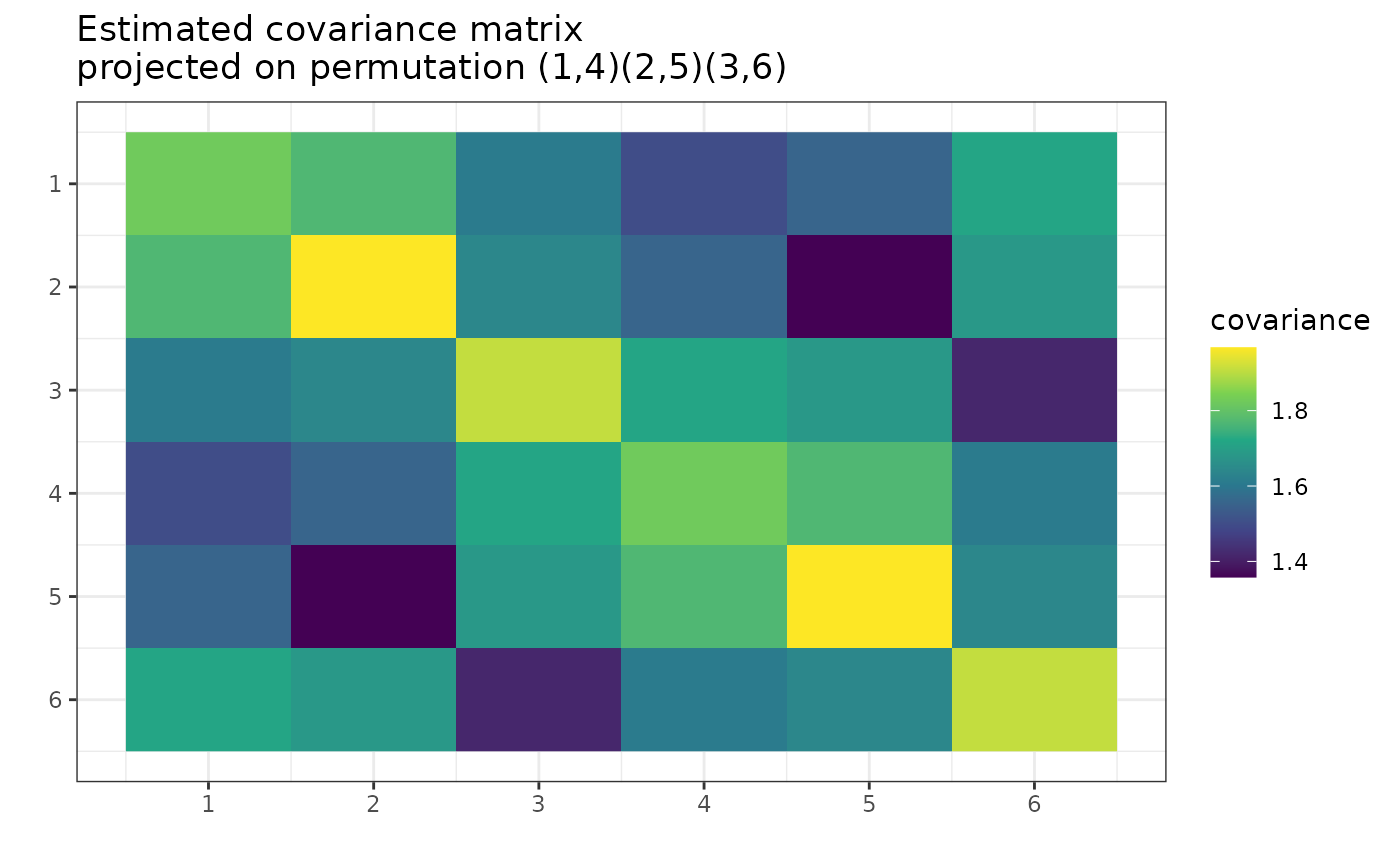 Estimated covariance matrix
projected on permutation (1,4)(2,5)(3,6)
1
2
3
4
5
6
1 2 3 4 5 6
covariance
1.8
1.6
1.4